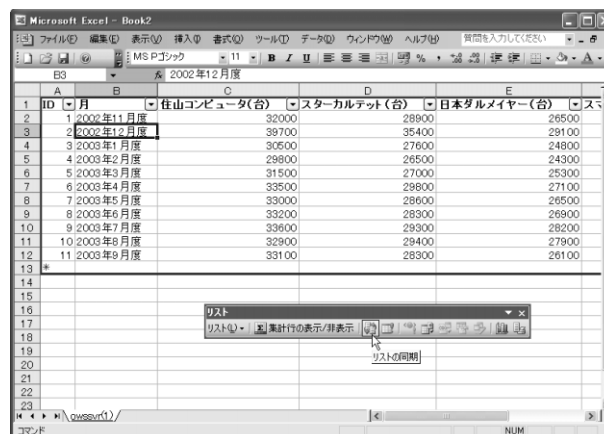 Microsoft Excel - Book2
ファイル(F) 編集(E) 表示(V) 挿入(I) 書式(O) ツール(T) データ(D) ウィンドウ(W) ヘルプ(H) 質問を入力してください
MS Pゴシック 11 B I U %
B3 fx 2002年12月度
A B C D E
1 ID 月 住山コンピュータ(台) スターカルテット(台) 日本ダルメイヤー(台) スマ
2 1 2002年11月度 32000 28900 26500
3 2 2002年12月度 39700 35400 29100
4 3 2003年1月度 30500 27600 24800
5 4 2003年2月度 29800 26500 24300
6 5 2003年3月度 31500 27000 25300
7 6 2003年4月度 33500 29800 27100
8 7 2003年5月度 33000 28600 26500
9 8 2003年6月度 33200 28300 26900
10 9 2003年7月度 33600 29300 28200
11 10 2003年8月度 32900 29400 27900
12 11 2003年9月度 33100 28300 26100
13 *
14
15
16
17
18
19
20
21
22
23
リスト
リスト(L) Σ 集計行の表示/非表示
リストの同期
owssvr(1)
コマンド NUM